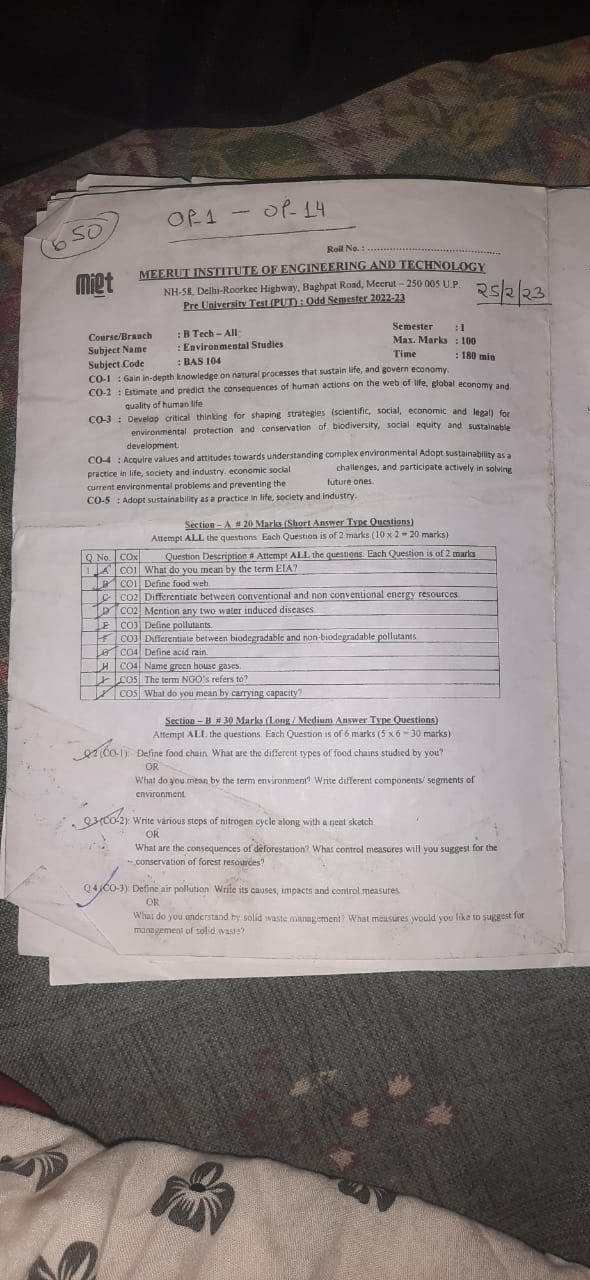 650
OP-1 - OP-14
Roll No. : ................................................
miet
MEERUT INSTITUTE OF ENGINEERING AND TECHNOLOGY
NH-58, Delhi-Roorkee Highway, Baghpat Road, Meerut – 250 005 U.P.
25/2/23
Pre University Test (PUT) : Odd Semester 2022-23
Course/Branch : B Tech – All Semester : I
Subject Name : Environmental Studies Max. Marks : 100
Subject Code : BAS 104 Time : 180 min
CO-1 : Gain in-depth knowledge on natural processes that sustain life, and govern economy.
CO-2 : Estimate and predict the consequences of human actions on the web of life, global economy and
quality of human life
CO-3 : Develop critical thinking for shaping strategies (scientific, social, economic and legal) for
environmental protection and conservation of biodiversity, social equity and sustainable
development.
CO-4 : Acquire values and attitudes towards understanding complex environmental Adopt sustainability as a
practice in life, society and industry. economic social challenges, and participate actively in solving
current environmental problems and preventing the future ones.
CO-5 : Adopt sustainability as a practice in life, society and industry.
Section – A # 20 Marks (Short Answer Type Questions)
Attempt ALL the questions. Each Question is of 2 marks (10 x 2 = 20 marks)
Q. No. COx Question Description # Attempt ALL the questions. Each Question is of 2 marks
1 A CO1 What do you mean by the term EIA?
B CO1 Define food web.
C CO2 Differentiate between conventional and non conventional energy resources.
D CO2 Mention any two water induced diseases.
E CO3 Define pollutants.
F CO3 Differentiate between biodegradable and non-biodegradable pollutants.
G CO4 Define acid rain.
H CO4 Name green house gases.
I CO5 The term NGO's refers to?
J CO5 What do you mean by carrying capacity?
Section – B # 30 Marks (Long / Medium Answer Type Questions)
Attempt ALL the questions. Each Question is of 6 marks (5 x 6 = 30 marks)
Q2(CO-1): Define food chain. What are the different types of food chains studied by you?
OR
What do you mean by the term environment? Write different components/ segments of
environment.
Q3(CO-2): Write various steps of nitrogen cycle along with a neat sketch.
OR
What are the consequences of deforestation? What control measures will you suggest for the
conservation of forest resources?
Q4(CO-3): Define air pollution. Write its causes, impacts and control measures.
OR
What do you understand by solid waste management? What measures would you like to suggest for
management of solid waste?